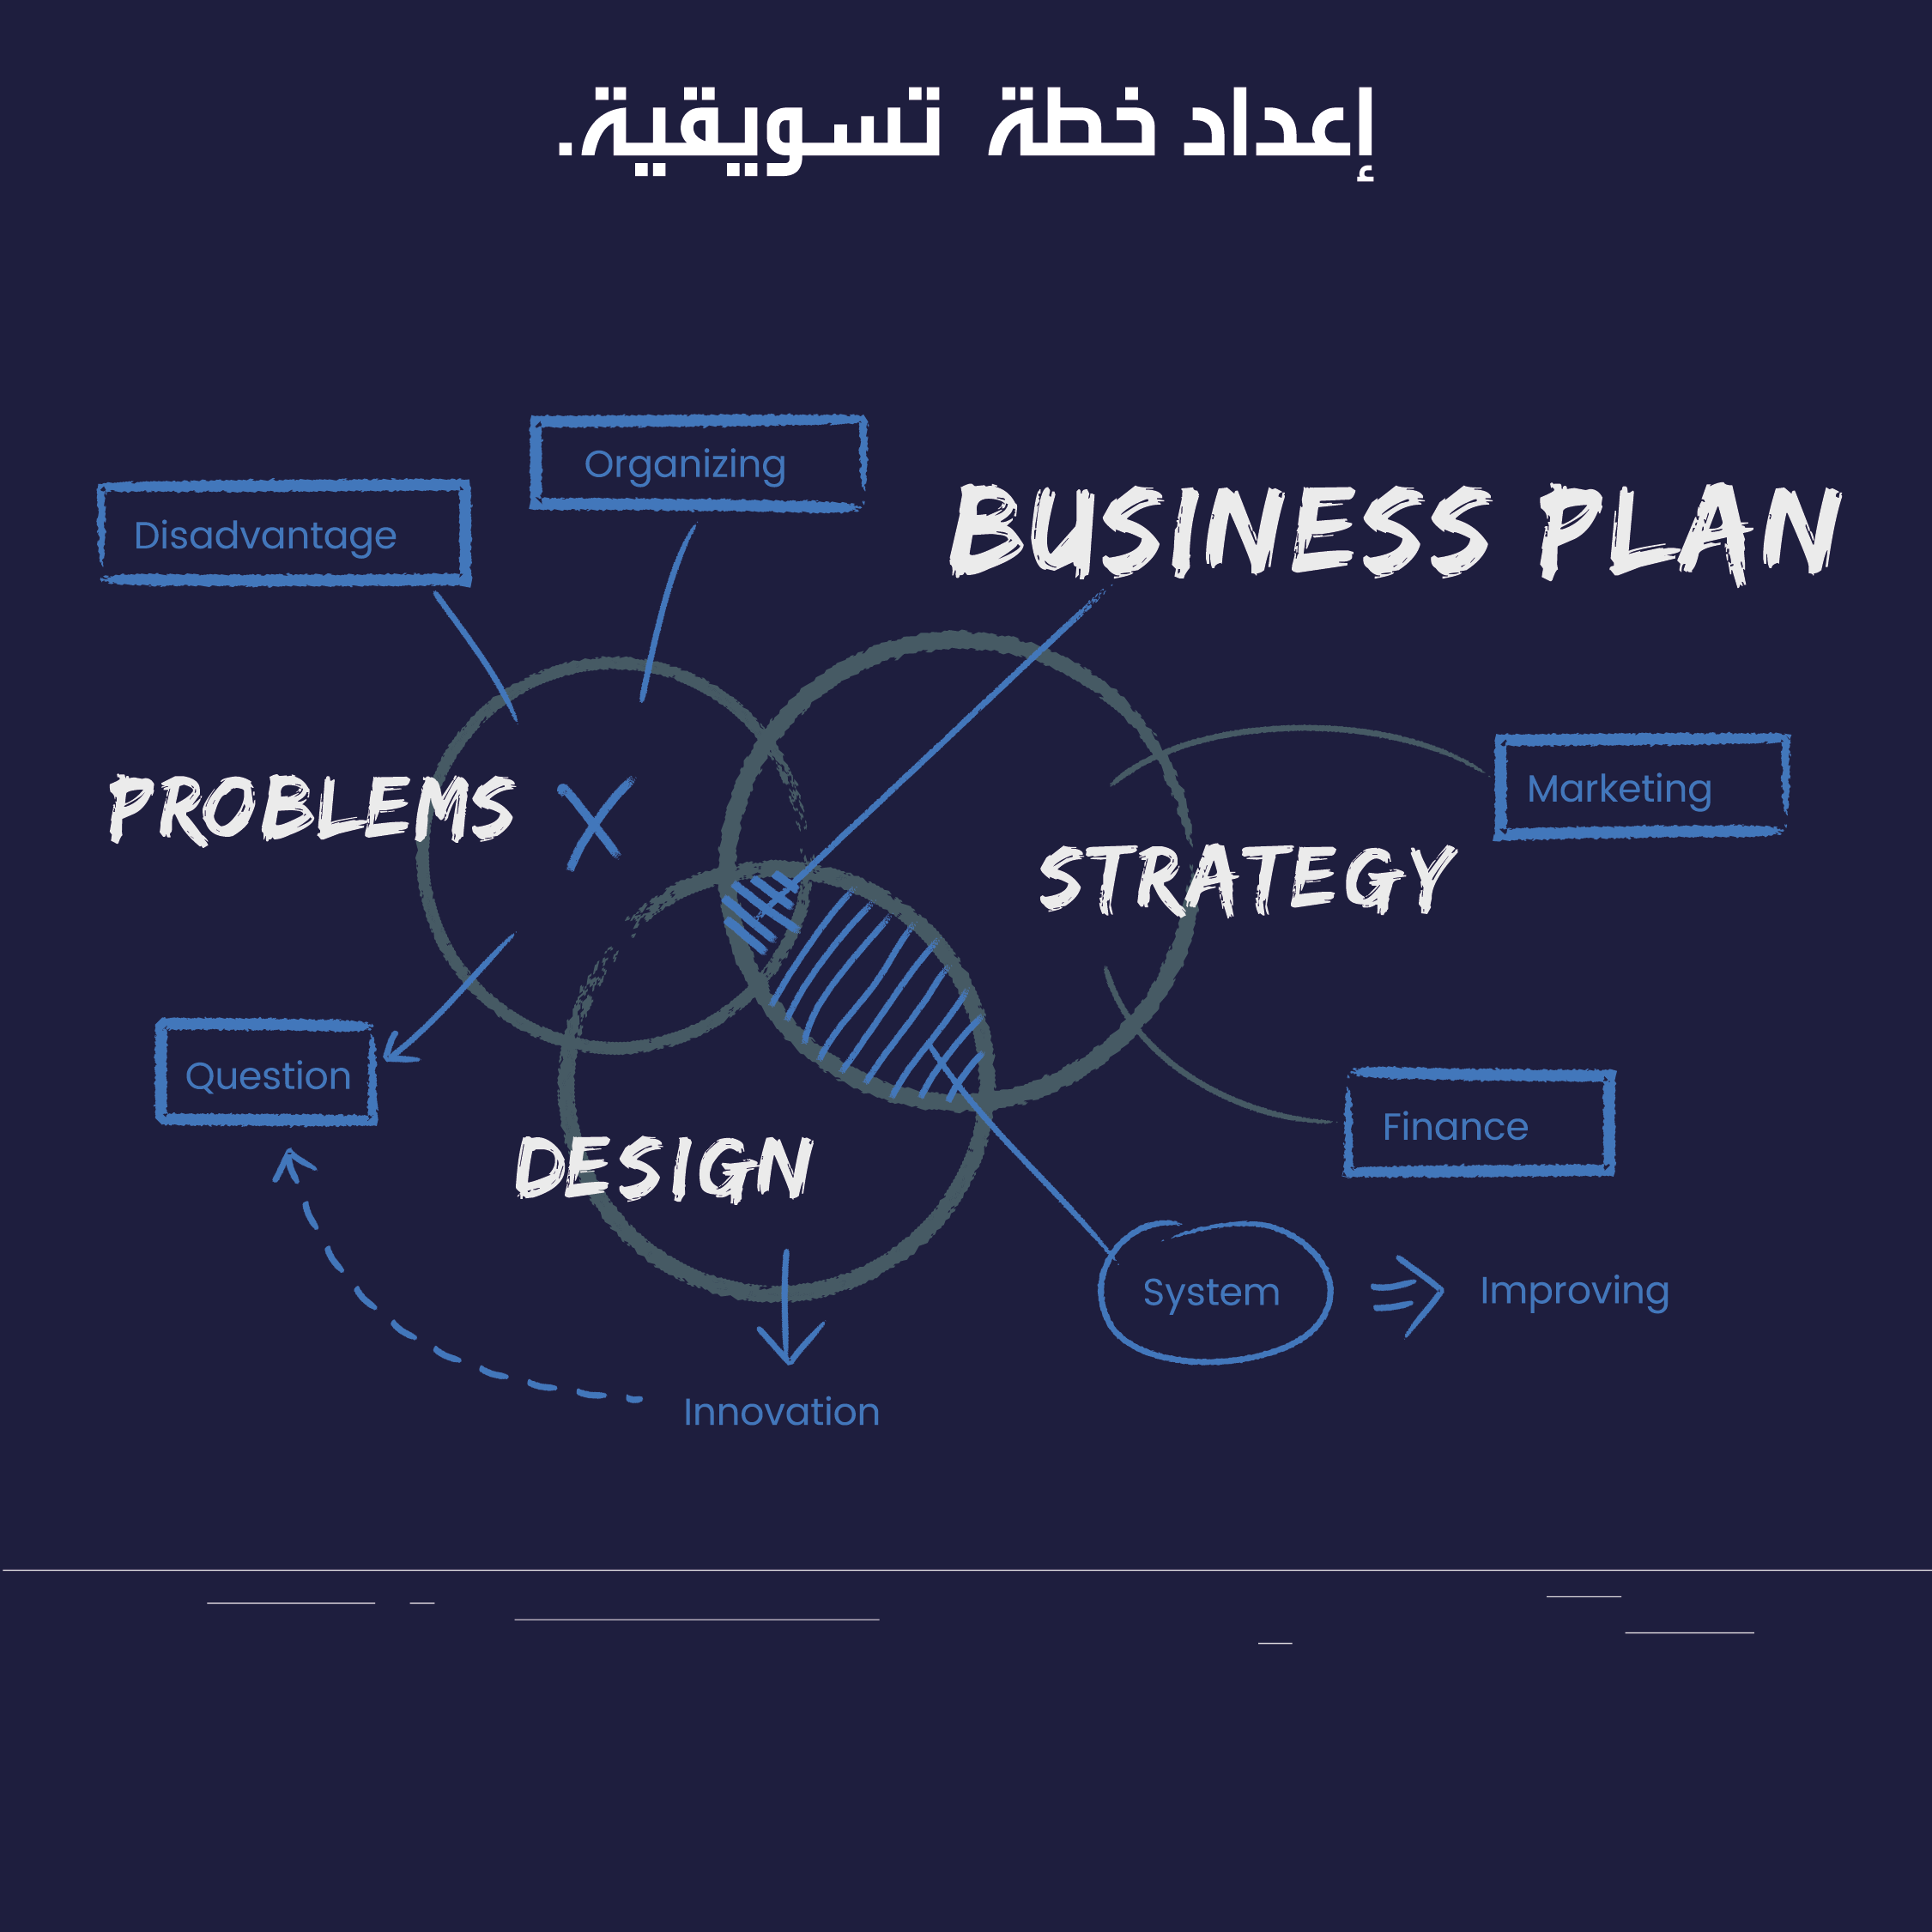 إعداد خطة تسويقية.
Organizing
Disadvantage
BUSINESS PLAN
Marketing
PROBLEMS
STRATEGY
Question
Finance
DESIGN
System
Improving
Innovation